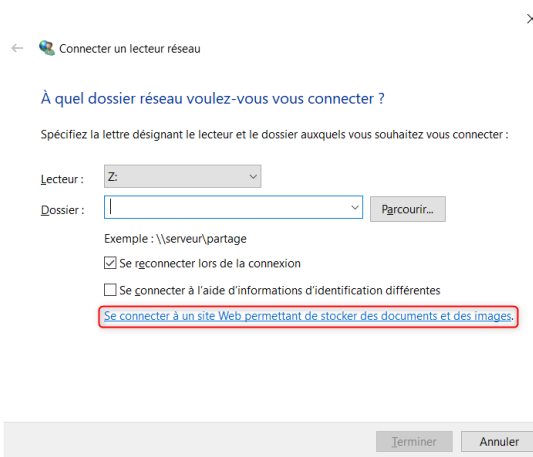 Connecter un lecteur réseau
À quel dossier réseau voulez-vous vous connecter ?
Spécifiez la lettre désignant le lecteur et le dossier auxquels vous souhaitez vous connecter :
Lecteur : Z:
Dossier : Parcourir...
Exemple : \\serveur\partage
Se reconnecter lors de la connexion
Se connecter à l'aide d'informations d'identification différentes
Se connecter à un site Web permettant de stocker des documents et des images.
Terminer Annuler